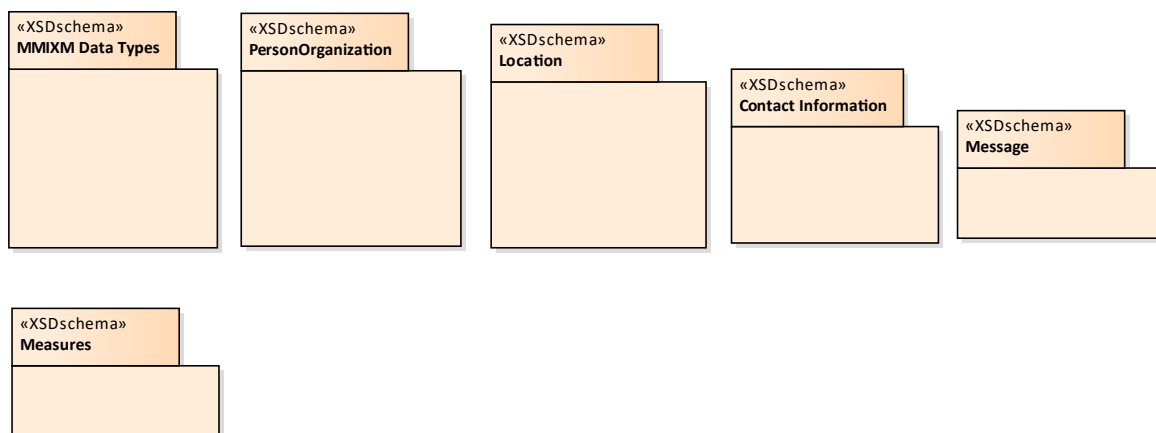 «XSDschema»
MMIXM Data Types
«XSDschema»
PersonOrganization
«XSDschema»
Location
«XSDschema»
Contact Information
«XSDschema»
Message
«XSDschema»
Measures